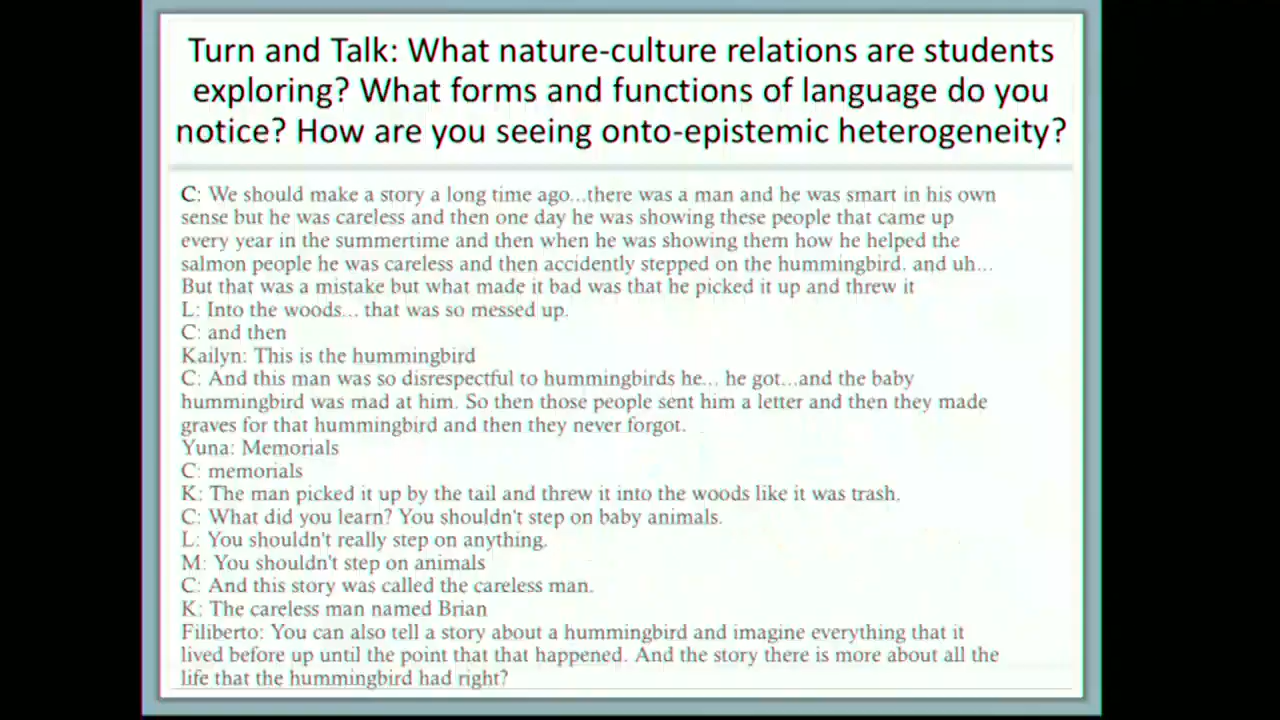 Turn and Talk: What nature-culture relations are students
exploring? What forms and functions of language do you
notice? How are you seeing onto-epistemic heterogeneity?
C: We should make a story a long time ago...there was a man and he was smart in his own
sense but he was careless and then one day he was showing these people that came up
every year in the summertime and then when he was showing them how he helped the
salmon people he was careless and then accidently stepped on the hummingbird. and uh...
But that was a mistake but what made it bad was that he picked it up and threw it
L: Into the woods... that was so messed up.
C: and then
Kailyn: This is the hummingbird
C: And this man was so disrespectful to hummingbirds he... he got...and the baby
hummingbird was mad at him. So then those people sent him a letter and then they made
graves for that hummingbird and then they never forgot.
Yuna: Memorials
C: memorials
K: The man picked it up by the tail and threw it into the woods like it was trash.
C: What did you learn? You shouldn't step on baby animals.
L: You shouldn't really step on anything.
M: You shouldn't step on animals
C: And this story was called the careless man.
K: The careless man named Brian
Filiberto: You can also tell a story about a hummingbird and imagine everything that it
lived before up until the point that that happened. And the story there is more about all the
life that the hummingbird had right?